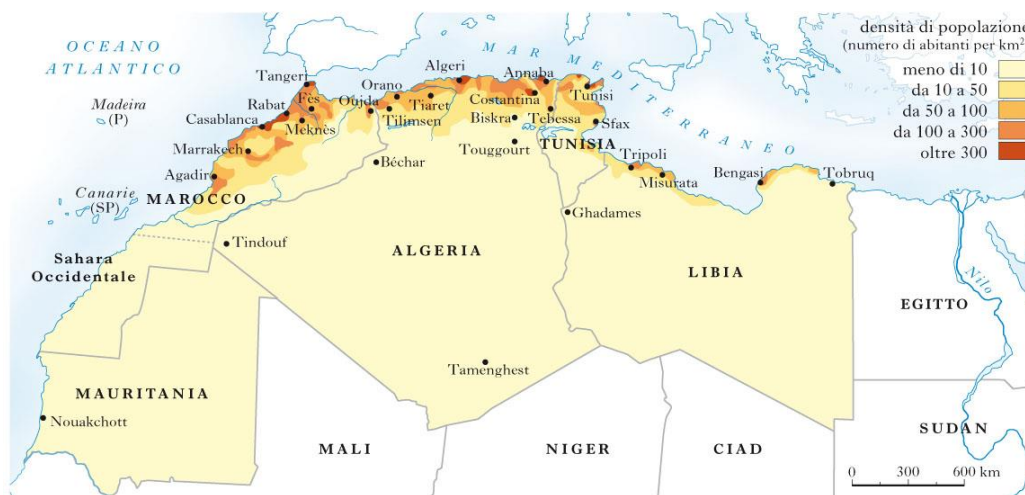 densità di popolazione
(numero di abitanti per km²)
meno di 10
da 10 a 50
da 50 a 100
da 100 a 300
oltre 300
OCEANO
ATLANTICO
MAR MEDITERRANEO
Madeira
(P)
Canarie
(SP)
Tangeri
Rabat
Fès
Casablanca
Meknès
Marrakech
Agadir
MAROCCO
Oujda
Orano
Tilimsen
Tiaret
Algeri
Annaba
Costantina
Biskra
Tebessa
Touggourt
Tunisi
Sfax
TUNISIA
Béchar
Tripoli
Misurata
Bengasi
Tobruq
Ghadames
Tindouf
Sahara
Occidentale
ALGERIA
LIBIA
EGITTO
Nilo
Tamenghest
MAURITANIA
Nouakchott
MALI
NIGER
CIAD
SUDAN
0 300 600 km